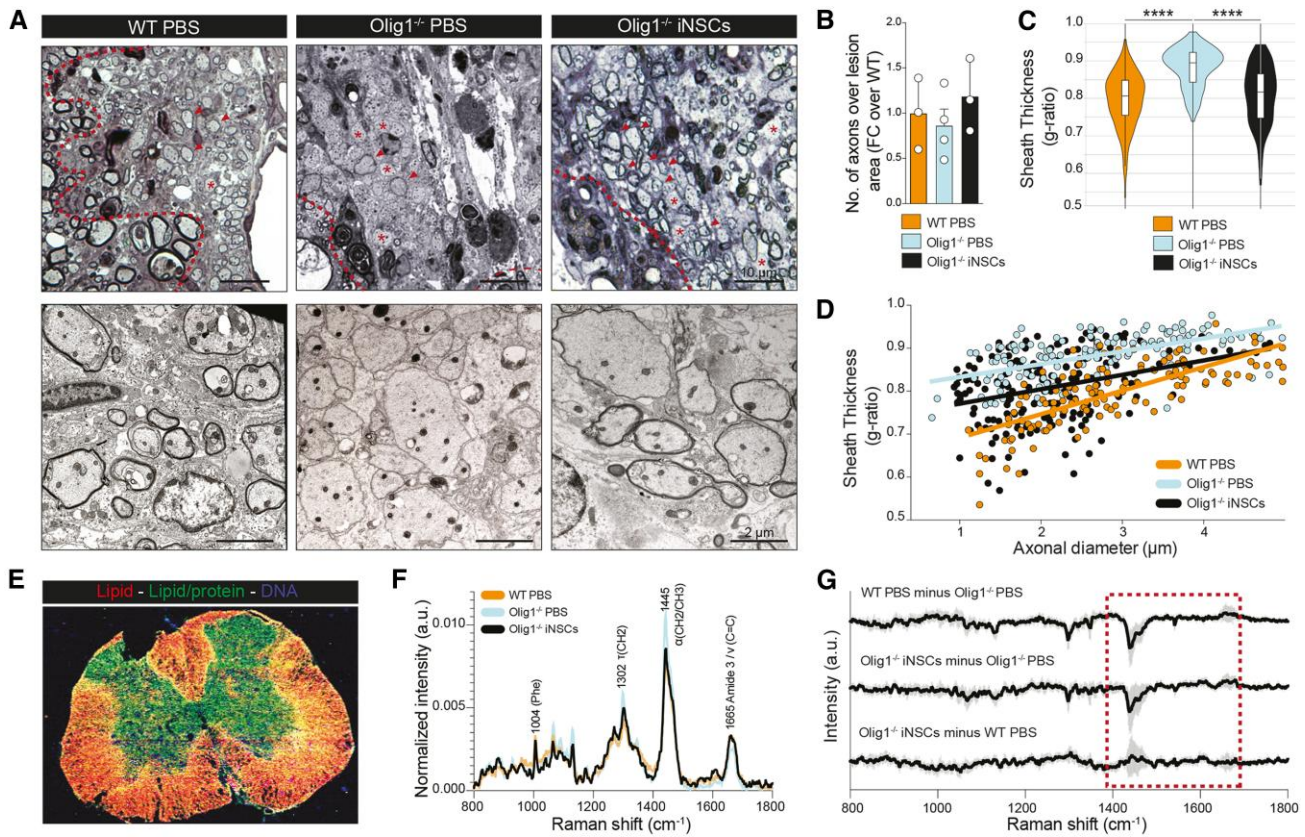 A
WT PBS
Olig1-/- PBS
Olig1-/- iNSCs
*
*
*
*
*
*
*
*
*
*
10 µm
2 µm
B
No. of axons over lesion
area (FC over WT)
2.0
1.5
1.0
0.5
0.0
WT PBS
Olig1-/- PBS
Olig1-/- iNSCs
C
****
****
Sheath Thickness
(g-ratio)
1.0
0.9
0.8
0.8
0.6
0.5
WT PBS
Olig1-/- PBS
Olig1-/- iNSCs
D
Sheath Thickness
(g-ratio)
1.0
0.9
0.8
0.7
0.6
0.5
1
2
3
4
Axonal diameter (µm)
WT PBS
Olig1-/- PBS
Olig1-/- iNSCs
E
Lipid - Lipid/protein - DNA
F
WT PBS
Olig1-/- PBS
Olig1-/- iNSCs
Normalized intensity (a.u.)
0.010
0.005
0.000
1004 (Phe)
1302 τ(CH2)
1445
α(CH2/CH3)
1665 Amide 3 / ν (C=C)
800
1000
1200
1400
1600
1800
Raman shift (cm-1)
G
Intensity (a.u.)
WT PBS minus Olig1-/- PBS
Olig1-/- iNSCs minus Olig1-/- PBS
Olig1-/- iNSCs minus WT PBS
800
1000
1200
1400
1600
1800
Raman shift (cm-1)